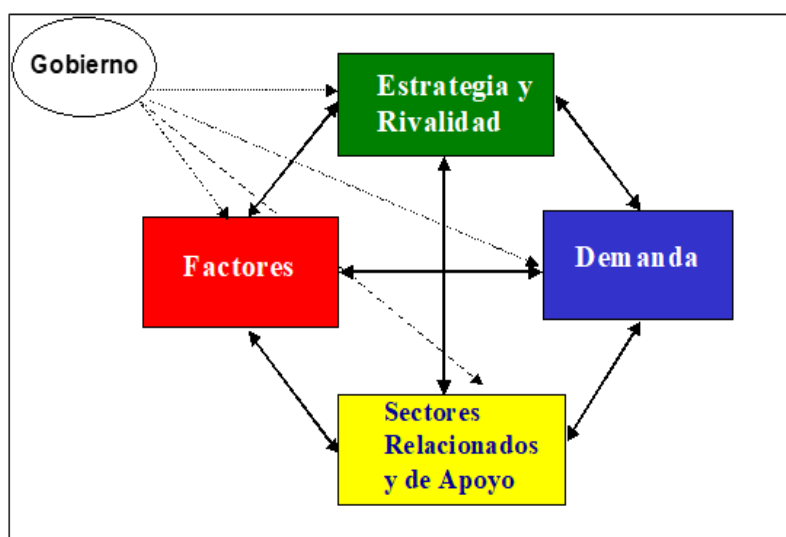 Gobierno
Estrategia y
Rivalidad
Factores
Demanda
Sectores
Relacionados
y de Apoyo